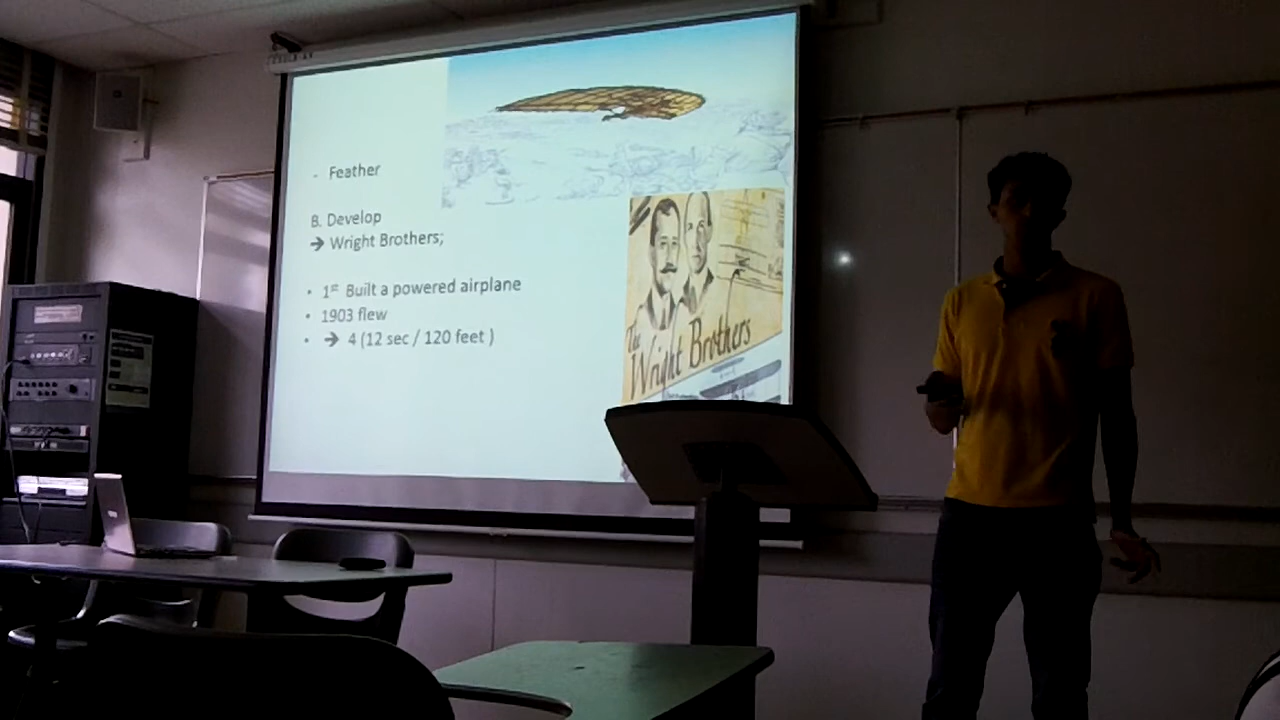 - Feather
B. Develop
➔ Wright Brothers;
• 1st Built a powered airplane
• 1903 flew
• ➔ 4 (12 sec / 120 feet )
The
Wright Brothers